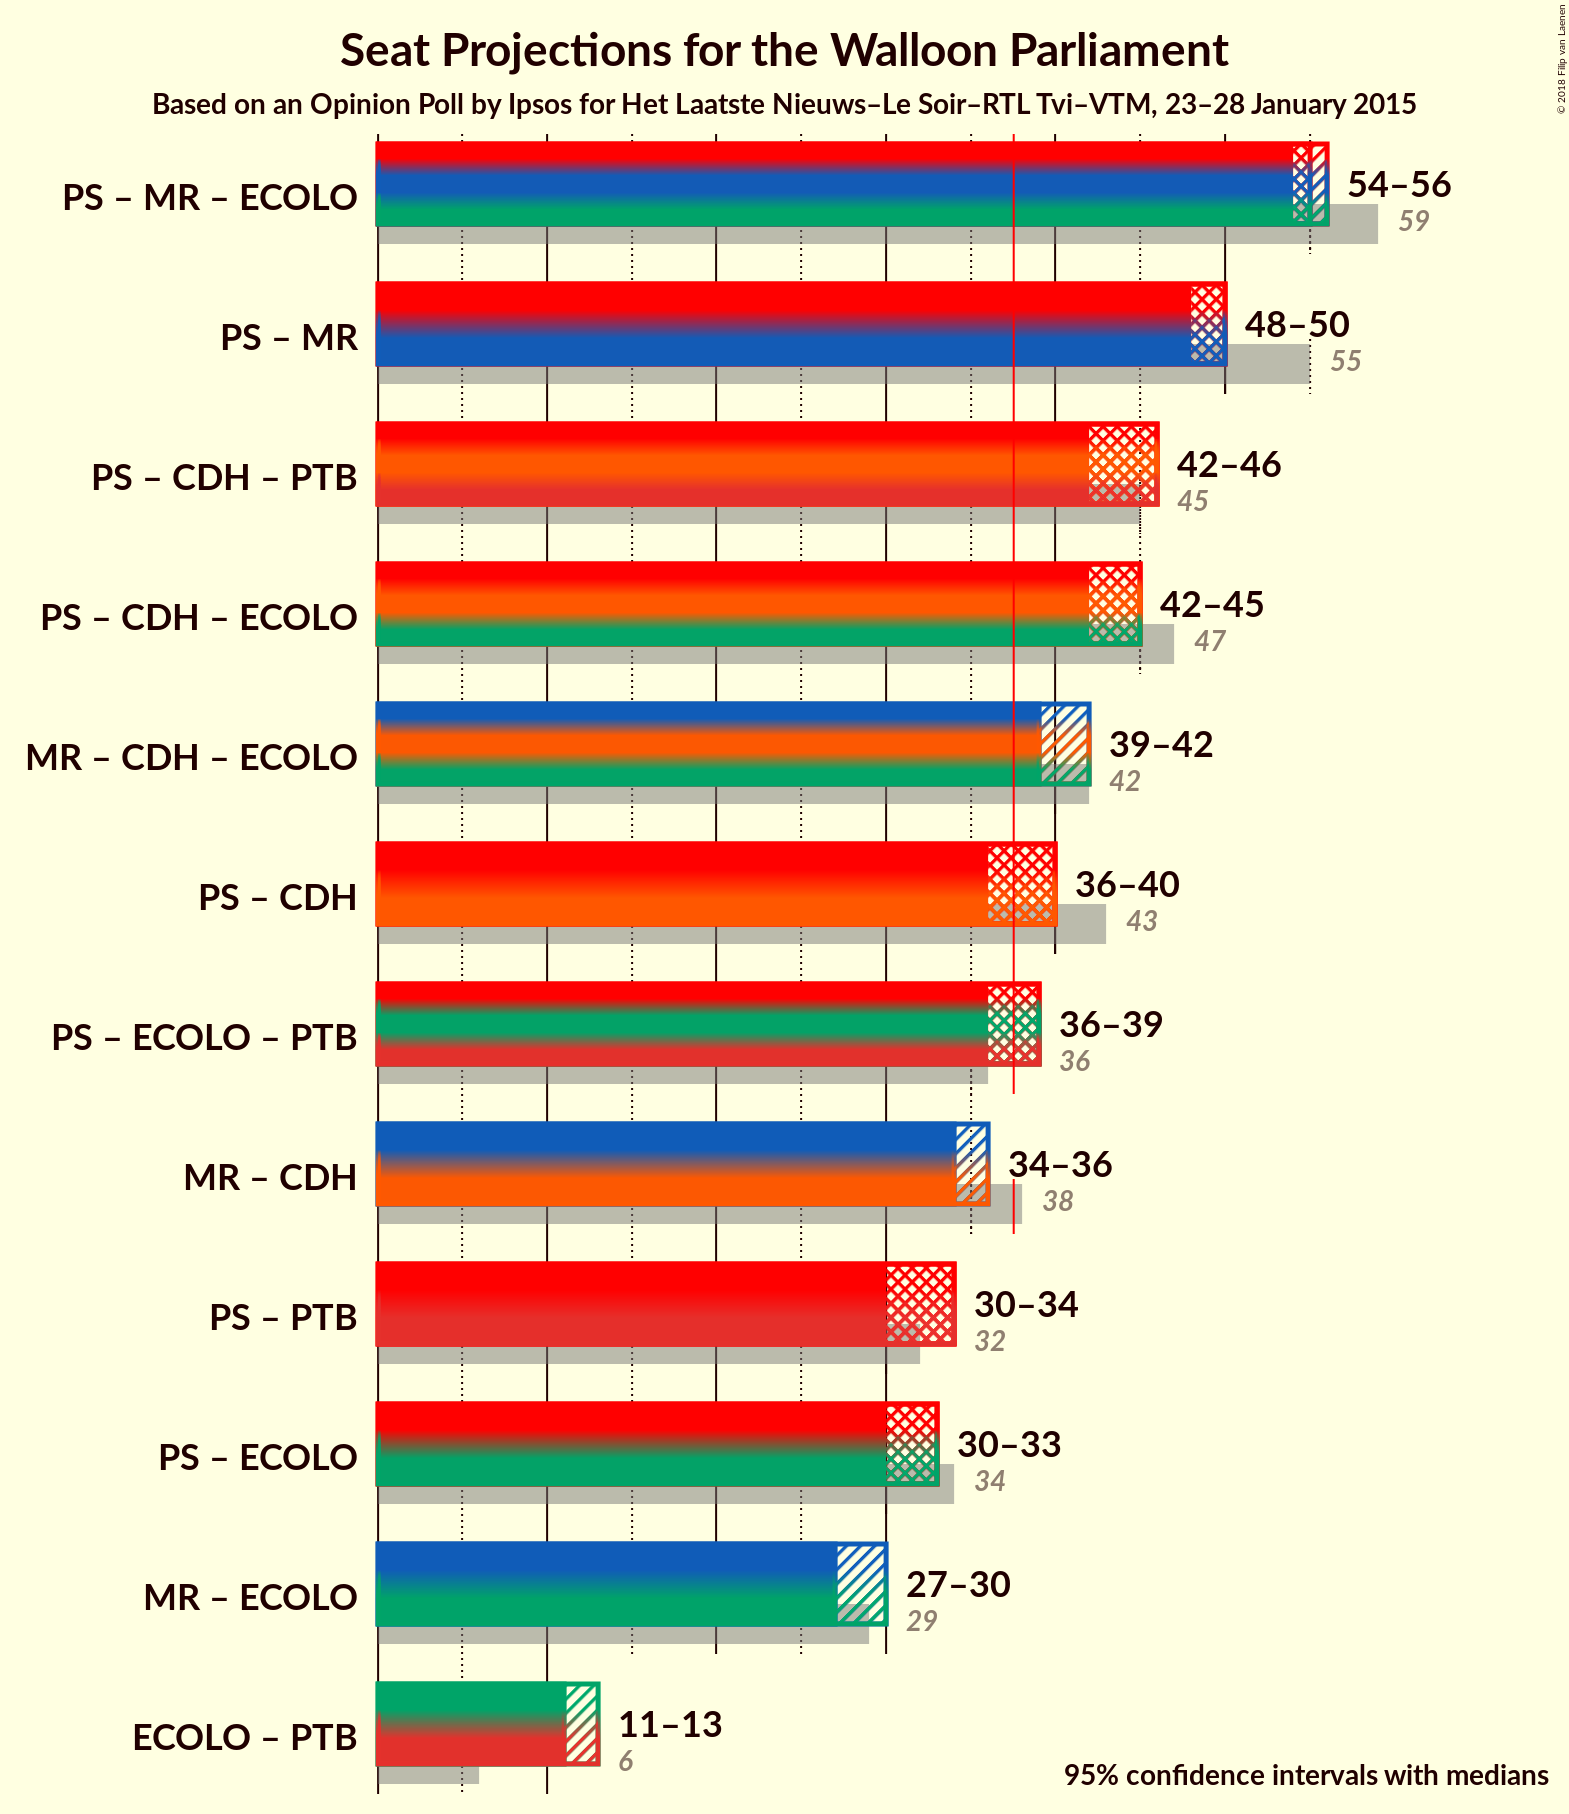 Seat Projections for the Walloon Parliament
Based on an Opinion Poll by Ipsos for Het Laatste Nieuws–Le Soir–RTL Tvi–VTM, 23–28 January 2015
© 2018 Filip van Laenen
PS – MR – ECOLO
54–56
59
PS – MR
48–50
55
PS – CDH – PTB
42–46
45
PS – CDH – ECOLO
42–45
47
MR – CDH – ECOLO
39–42
42
PS – CDH
36–40
43
PS – ECOLO – PTB
36–39
36
MR – CDH
34–36
38
PS – PTB
30–34
32
PS – ECOLO
30–33
34
MR – ECOLO
27–30
29
ECOLO – PTB
11–13
6
95% confidence intervals with medians